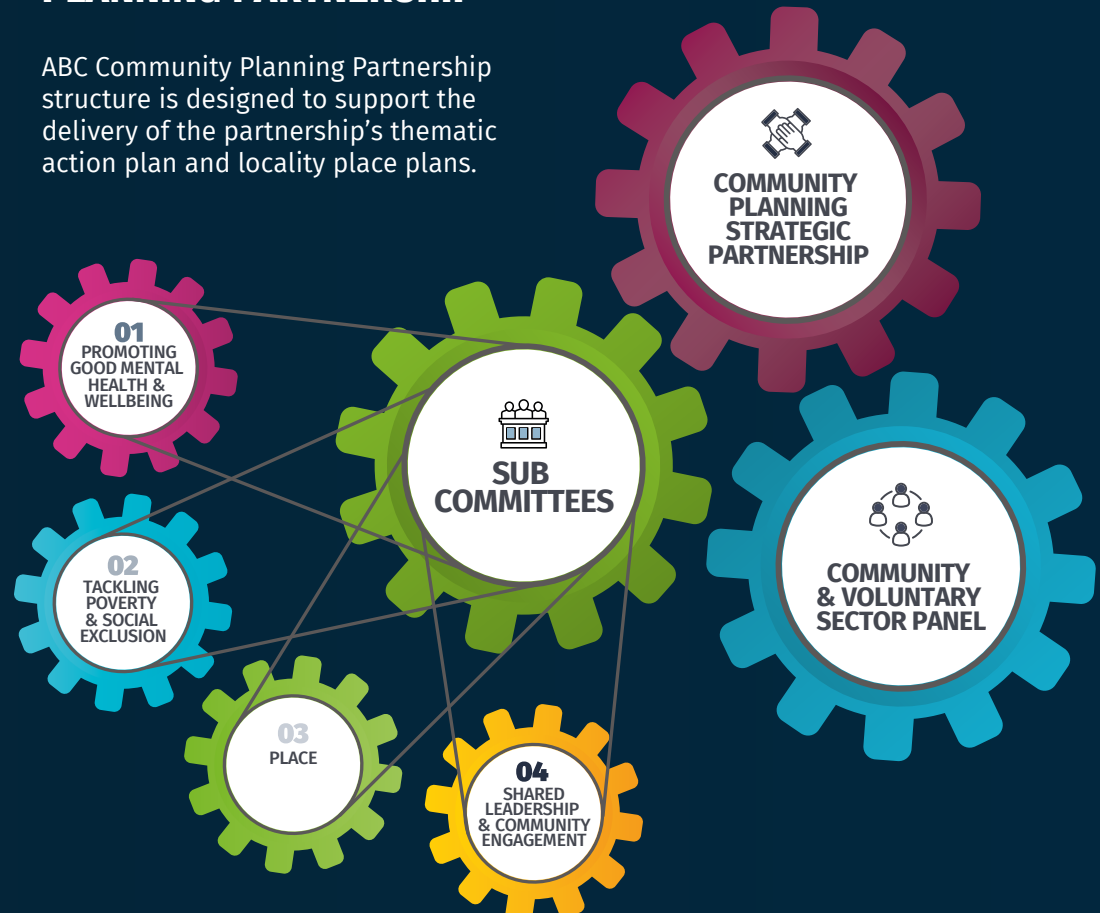 PLANNING PARTNERSHIP
ABC Community Planning Partnership
structure is designed to support the
delivery of the partnership's thematic
action plan and locality place plans.
COMMUNITY
PLANNING
STRATEGIC
PARTNERSHIP
01
PROMOTING
GOOD MENTAL
HEALTH &
WELLBEING
SUB
COMMITTEES
COMMUNITY
& VOLUNTARY
SECTOR PANEL
02
TACKLING
POVERTY
& SOCIAL
EXCLUSION
03
PLACE
04
SHARED
LEADERSHIP
& COMMUNITY
ENGAGEMENT